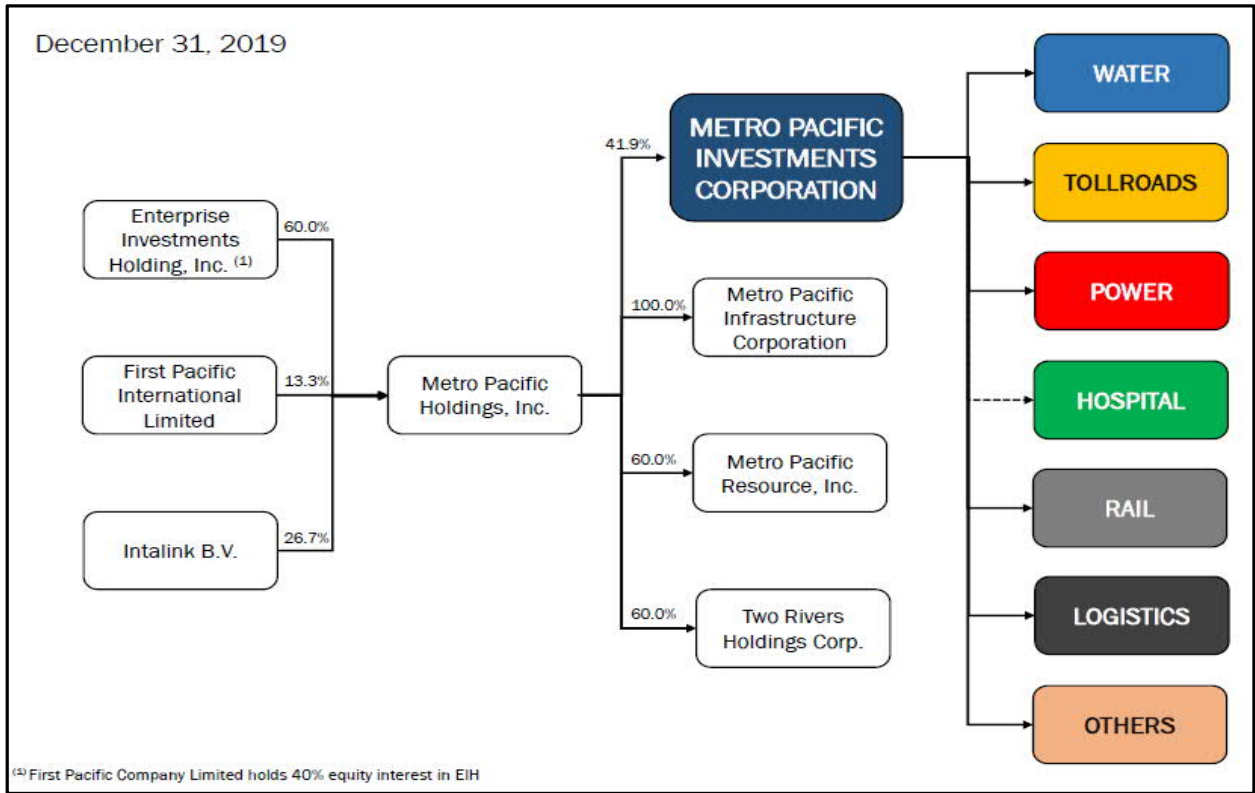 December 31, 2019
Enterprise
Investments
Holding, Inc. (1)
60.0%
First Pacific
International
Limited
13.3%
Intalink B.V.
26.7%
Metro Pacific
Holdings, Inc.
41.9%
METRO PACIFIC
INVESTMENTS
CORPORATION
100.0%
Metro Pacific
Infrastructure
Corporation
60.0%
Metro Pacific
Resource, Inc.
60.0%
Two Rivers
Holdings Corp.
WATER
TOLLROADS
POWER
HOSPITAL
RAIL
LOGISTICS
OTHERS
(1) First Pacific Company Limited holds 40% equity interest in EIH